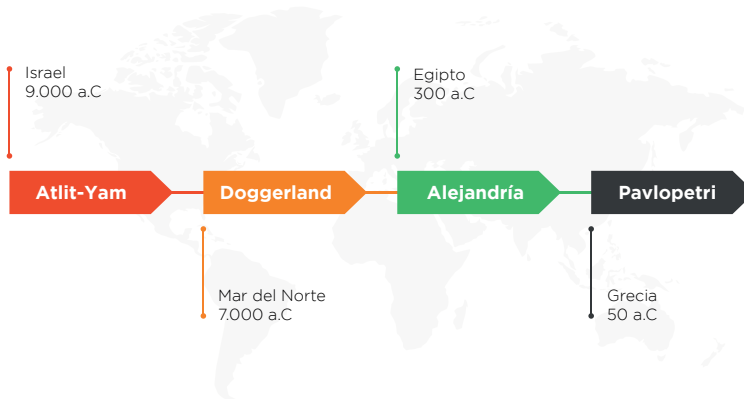 Israel
9.000 a.C
Egipto
300 a.C
Atlit-Yam
Doggerland
Alejandría
Pavlopetri
Mar del Norte
7.000 a.C
Grecia
50 a.C